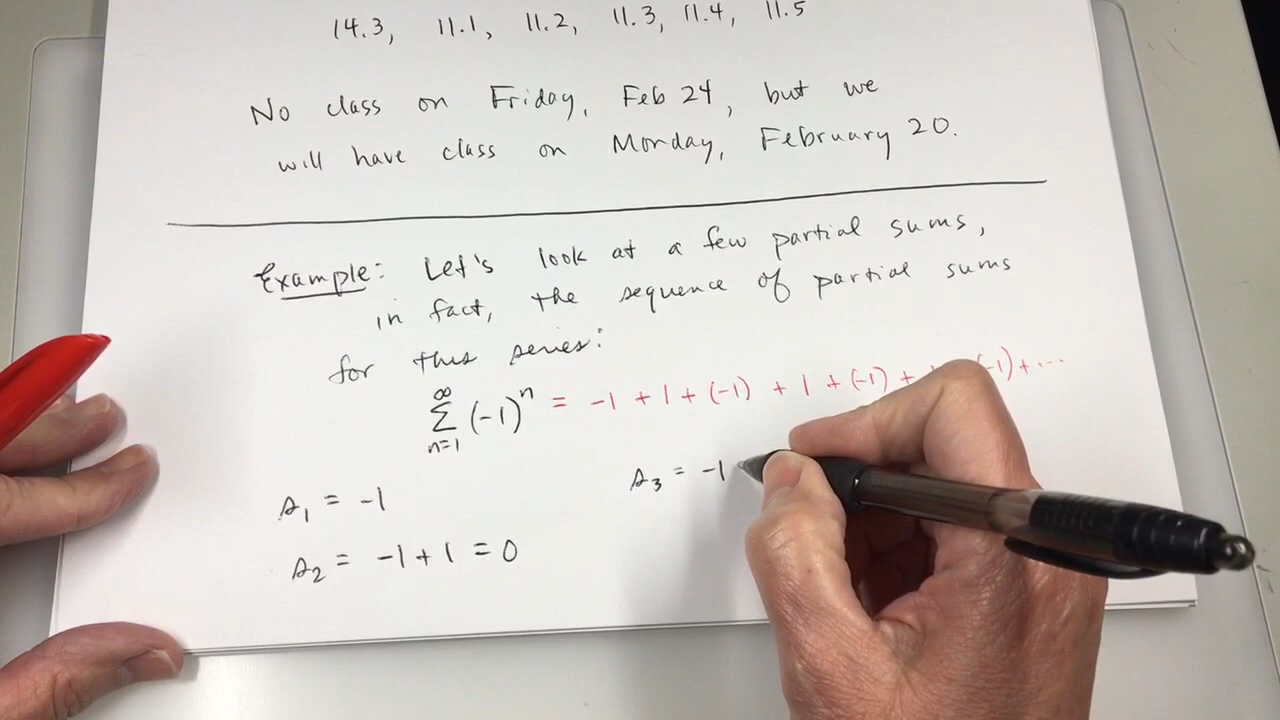 14.3, 11.1, 11.2, 11.3, 11.4, 11.5
No class on Friday, Feb 24, but we
will have class on Monday, February 20.
Example: Let's look at a few partial sums,
in fact, the sequence of partial sums
for this series:
∞
Σ (-1)ⁿ = -1 + 1 + (-1) + 1 + (-1) + (-1) + ...
n=1
s₃ = -1
s₁ = -1
s₂ = -1 + 1 = 0